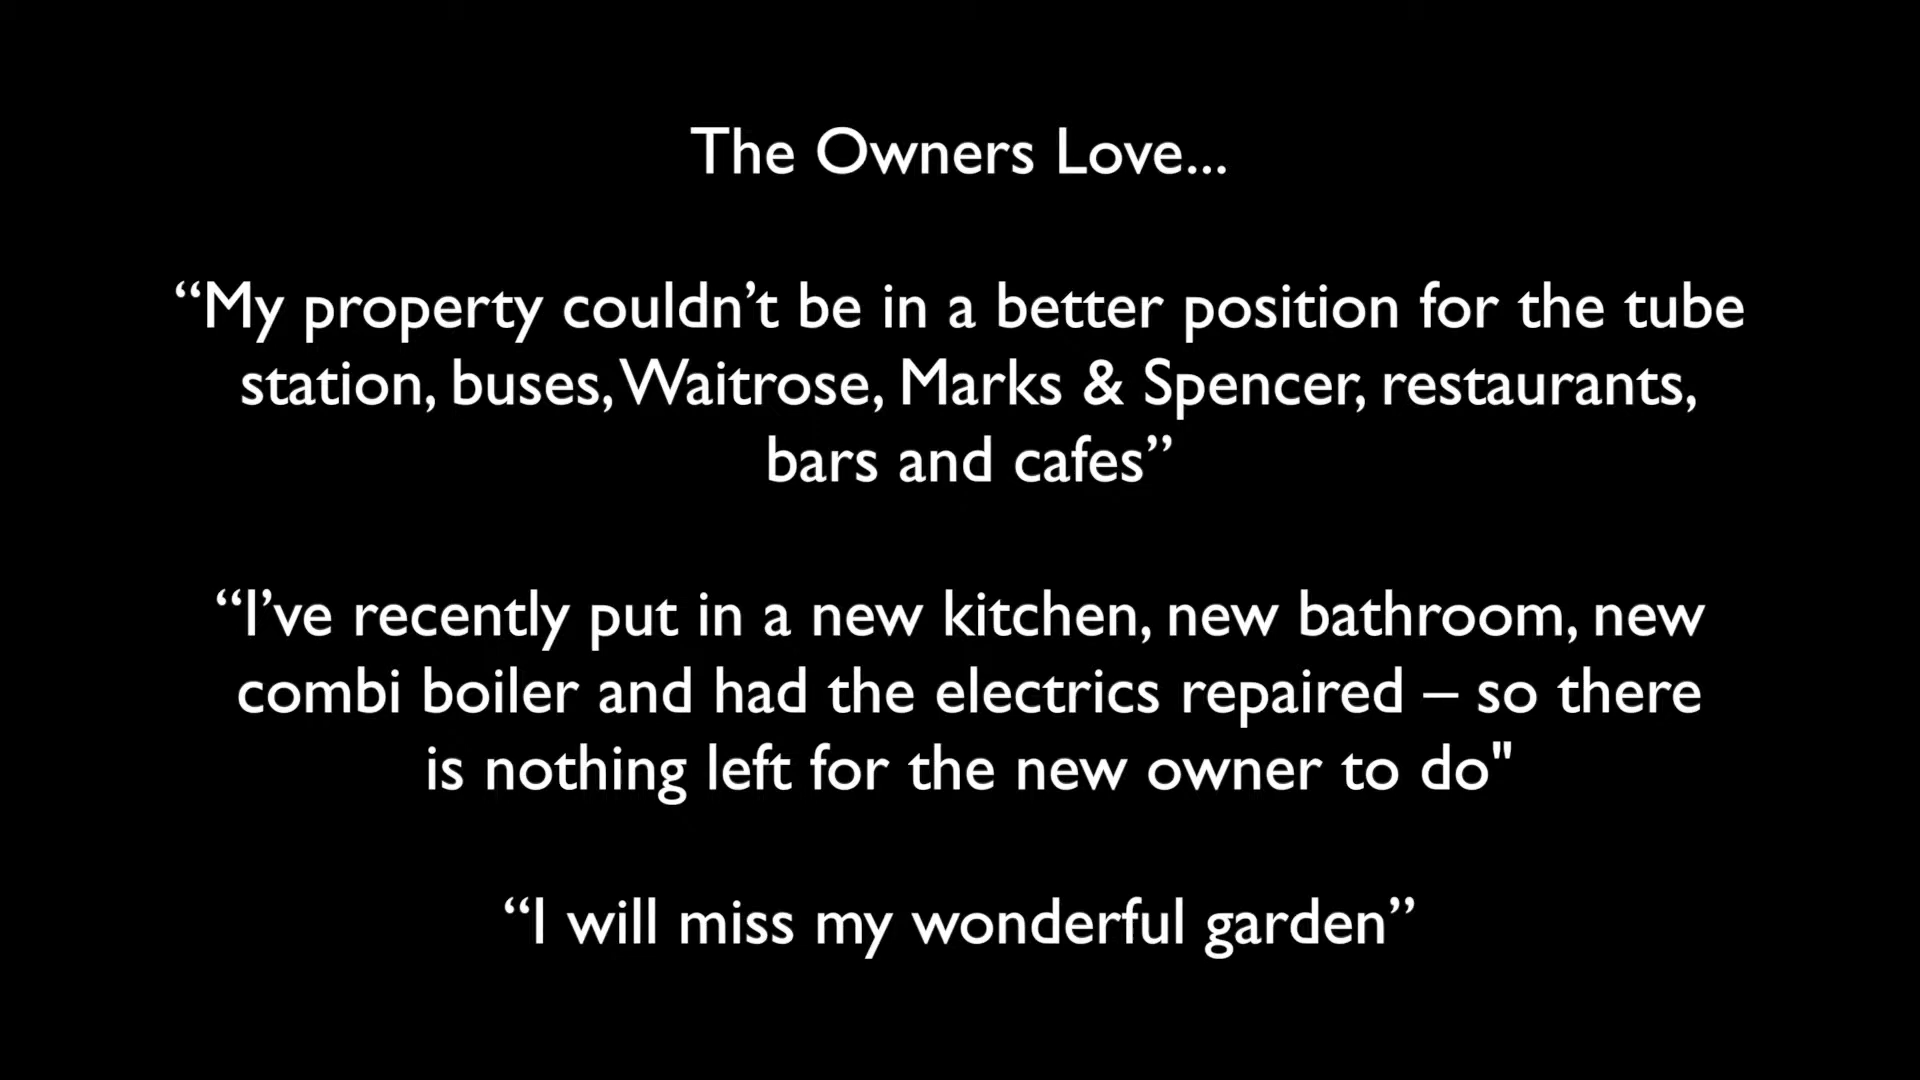 The Owners Love...
“My property couldn’t be in a better position for the tube
station, buses, Waitrose, Marks & Spencer, restaurants,
bars and cafes”
“I’ve recently put in a new kitchen, new bathroom, new
combi boiler and had the electrics repaired – so there
is nothing left for the new owner to do"
“I will miss my wonderful garden”